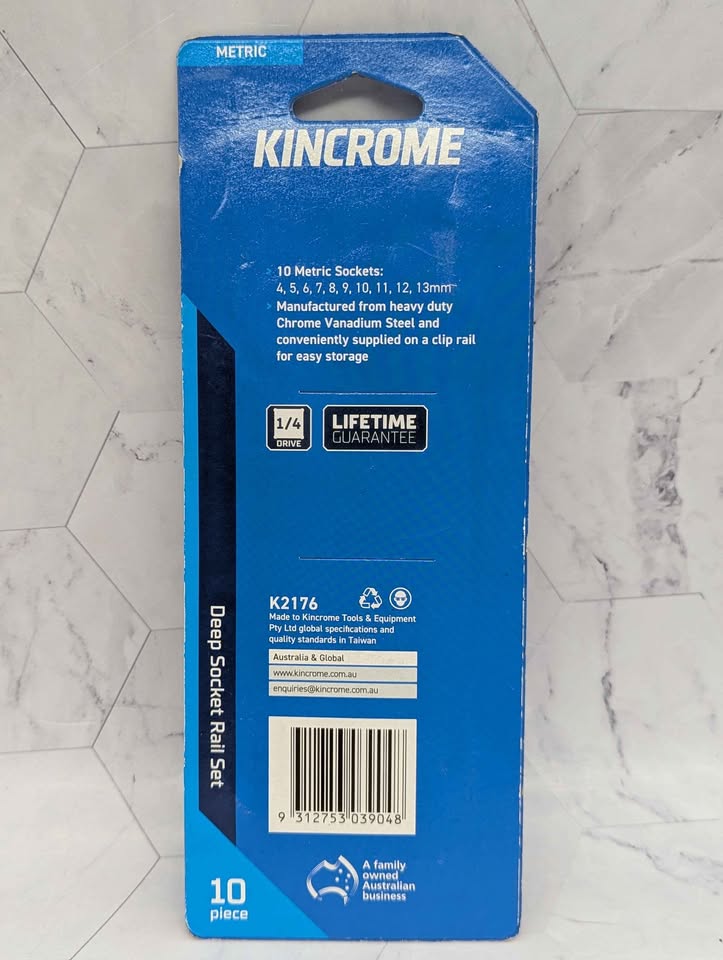 METRIC
KINCROME
10 Metric Sockets:
4, 5, 6, 7, 8, 9, 10, 11, 12, 13mm
Manufactured from heavy duty
Chrome Vanadium Steel and
conveniently supplied on a clip rail
for easy storage
1/4
DRIVE
LIFETIME
GUARANTEE
K2176
Made to Kincrome Tools & Equipment
Pty Ltd global specifications and
quality standards in Taiwan
Australia & Global
www.kincrome.com.au
enquiries@kincrome.com.au
9 312753 039048
Deep Socket Rail Set
10
piece
A family
owned
Australian
business